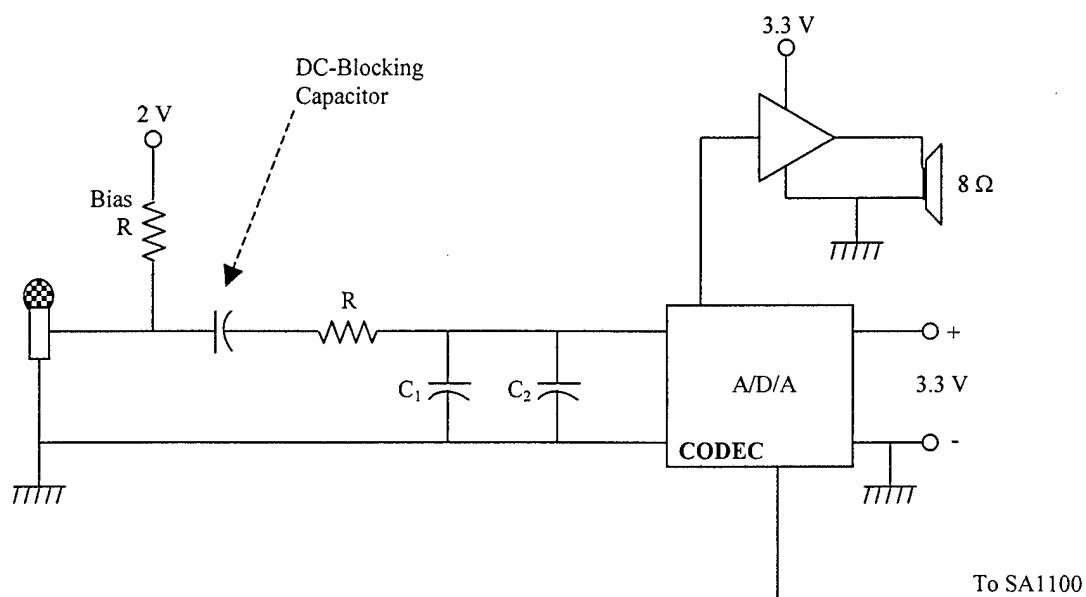 3.3 V
DC-Blocking
Capacitor
2 V
Bias
R
8 Ω
R
C₁
C₂
A/D/A
CODEC
+
3.3 V
-
To SA1100